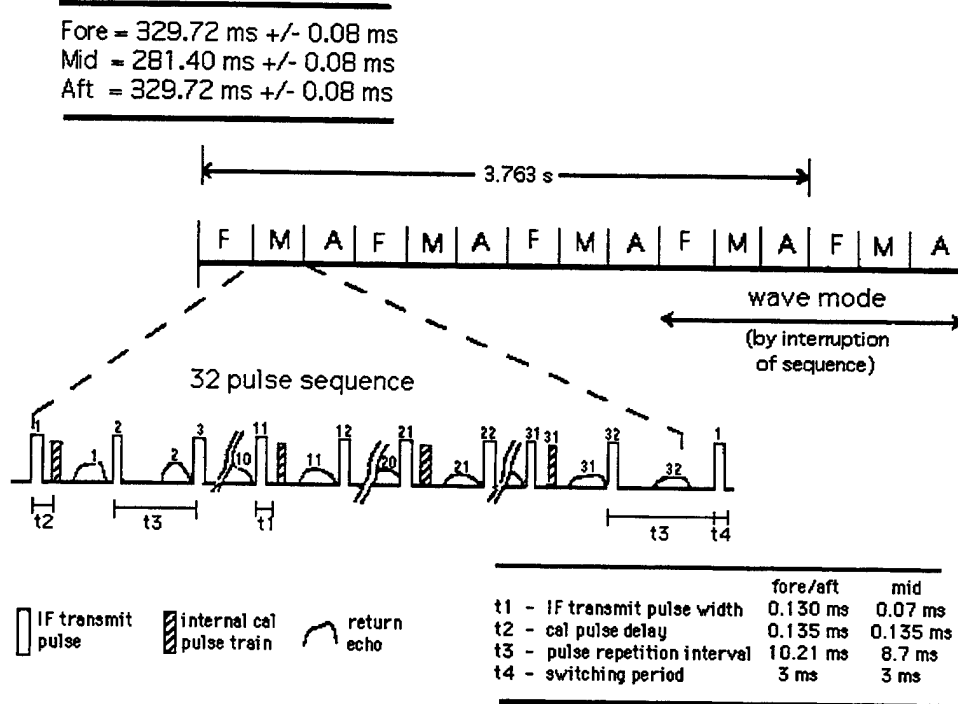 Fore = 329.72 ms +/- 0.08 ms
Mid = 281.40 ms +/- 0.08 ms
Aft = 329.72 ms +/- 0.08 ms
3.763 s
F M A F M A F M A F M A F M A
wave mode
(by interruption
of sequence)
32 pulse sequence
1 2 3 11 12 21 22 31 31 32 1
1 2 10 11 20 21 31 32
t2 t3 t1 t3 t4
IF transmit
pulse
internal cal
pulse train
return
echo
fore/aft mid
t1 - IF transmit pulse width 0.130 ms 0.07 ms
t2 - cal pulse delay 0.135 ms 0.135 ms
t3 - pulse repetition interval 10.21 ms 8.7 ms
t4 - switching period 3 ms 3 ms